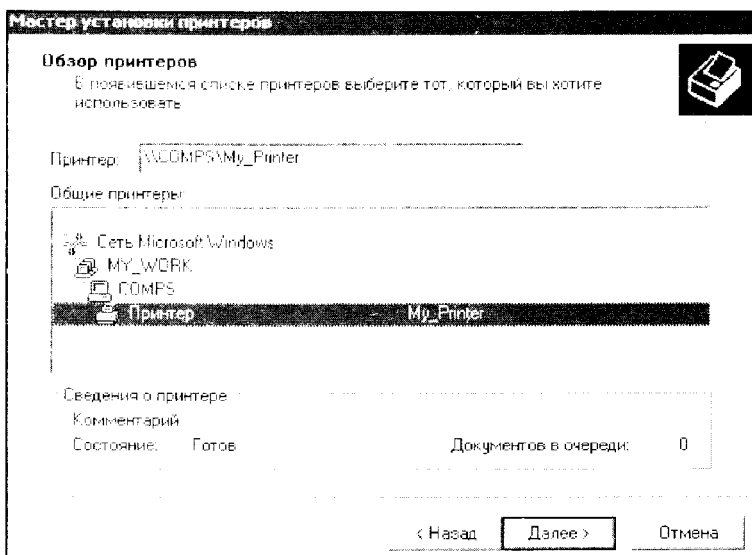 Мастер установки принтеров
Обзор принтеров
В появившемся списке принтеров выберите тот, который вы хотите
использовать
Принтер: \\COMPS\My_Printer
Общие принтеры:
Сеть Microsoft Windows
MY_WORK
COMPS
Принтер My_Printer
Сведения о принтере
Комментарий
Состояние: Готов Документов в очереди: 0
< Назад Далее > Отмена